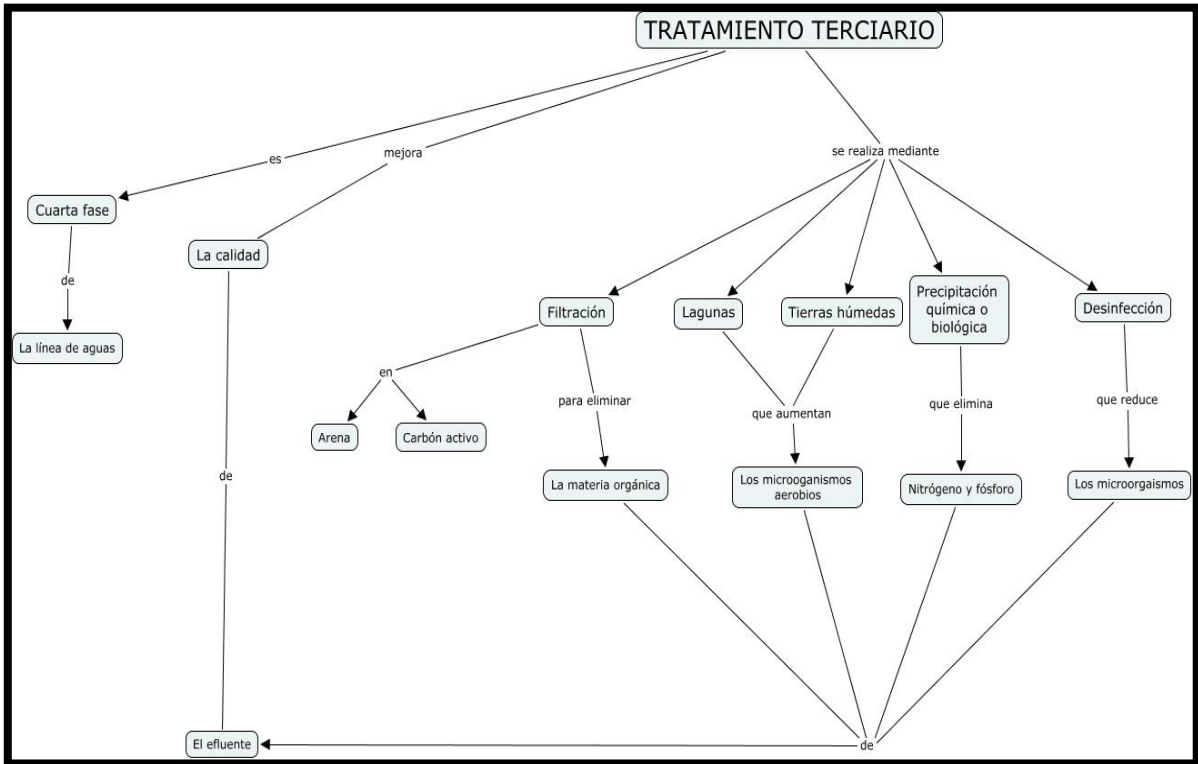 TRATAMIENTO TERCIARIO
es
mejora
se realiza mediante
Cuarta fase
La calidad
de
La línea de aguas
Filtración
Lagunas
Tierras húmedas
Precipitación
química o
biológica
Desinfección
en
para eliminar
que aumentan
que elimina
que reduce
Arena
Carbón activo
de
La materia orgánica
Los microoganismos
aerobios
Nitrógeno y fósforo
Los microorgaismos
El efluente
de